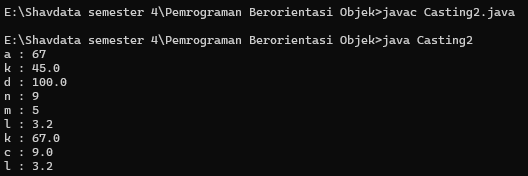 E:\Shavdata semester 4\Pemrograman Berorientasi Objek>javac Casting2.java
E:\Shavdata semester 4\Pemrograman Berorientasi Objek>java Casting2
a : 67
k : 45.0
d : 100.0
n : 9
m : 5
l : 3.2
k : 67.0
c : 9.0
l : 3.2